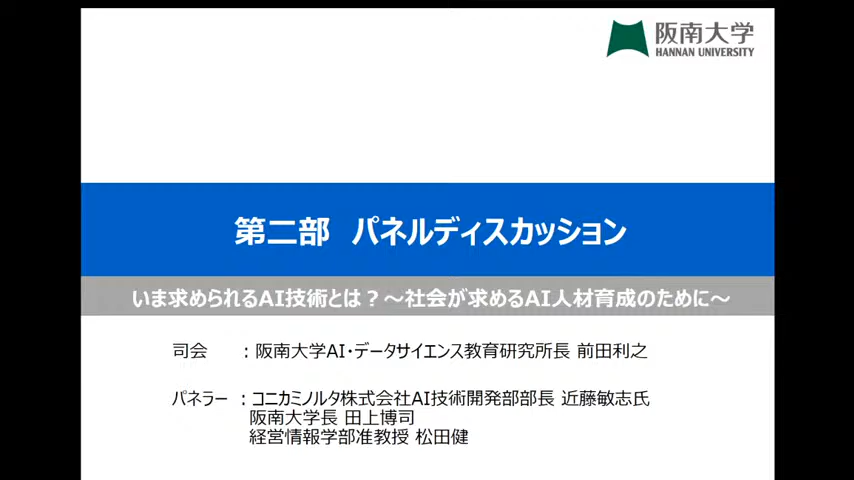 阪南大学
HANNAN UNIVERSITY
第二部 パネルディスカッション
いま求められるAI技術とは？～社会が求めるAI人材育成のために～
司会 ：阪南大学AI・データサイエンス教育研究所長 前田利之
パネラー ：コニカミノルタ株式会社AI技術開発部部長 近藤敏志氏
阪南大学長 田上博司
経営情報学部准教授 松田健